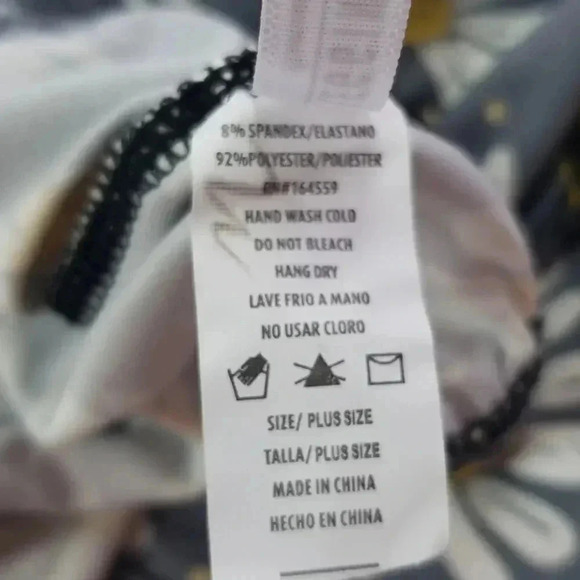 8% SPANDEX/ELASTANO
92%POLYESTER/POLIESTER
RN#164559
HAND WASH COLD
DO NOT BLEACH
HANG DRY
LAVE FRIO A MANO
NO USAR CLORO
SIZE/ PLUS SIZE
TALLA/ PLUS SIZE
MADE IN CHINA
HECHO EN CHINA